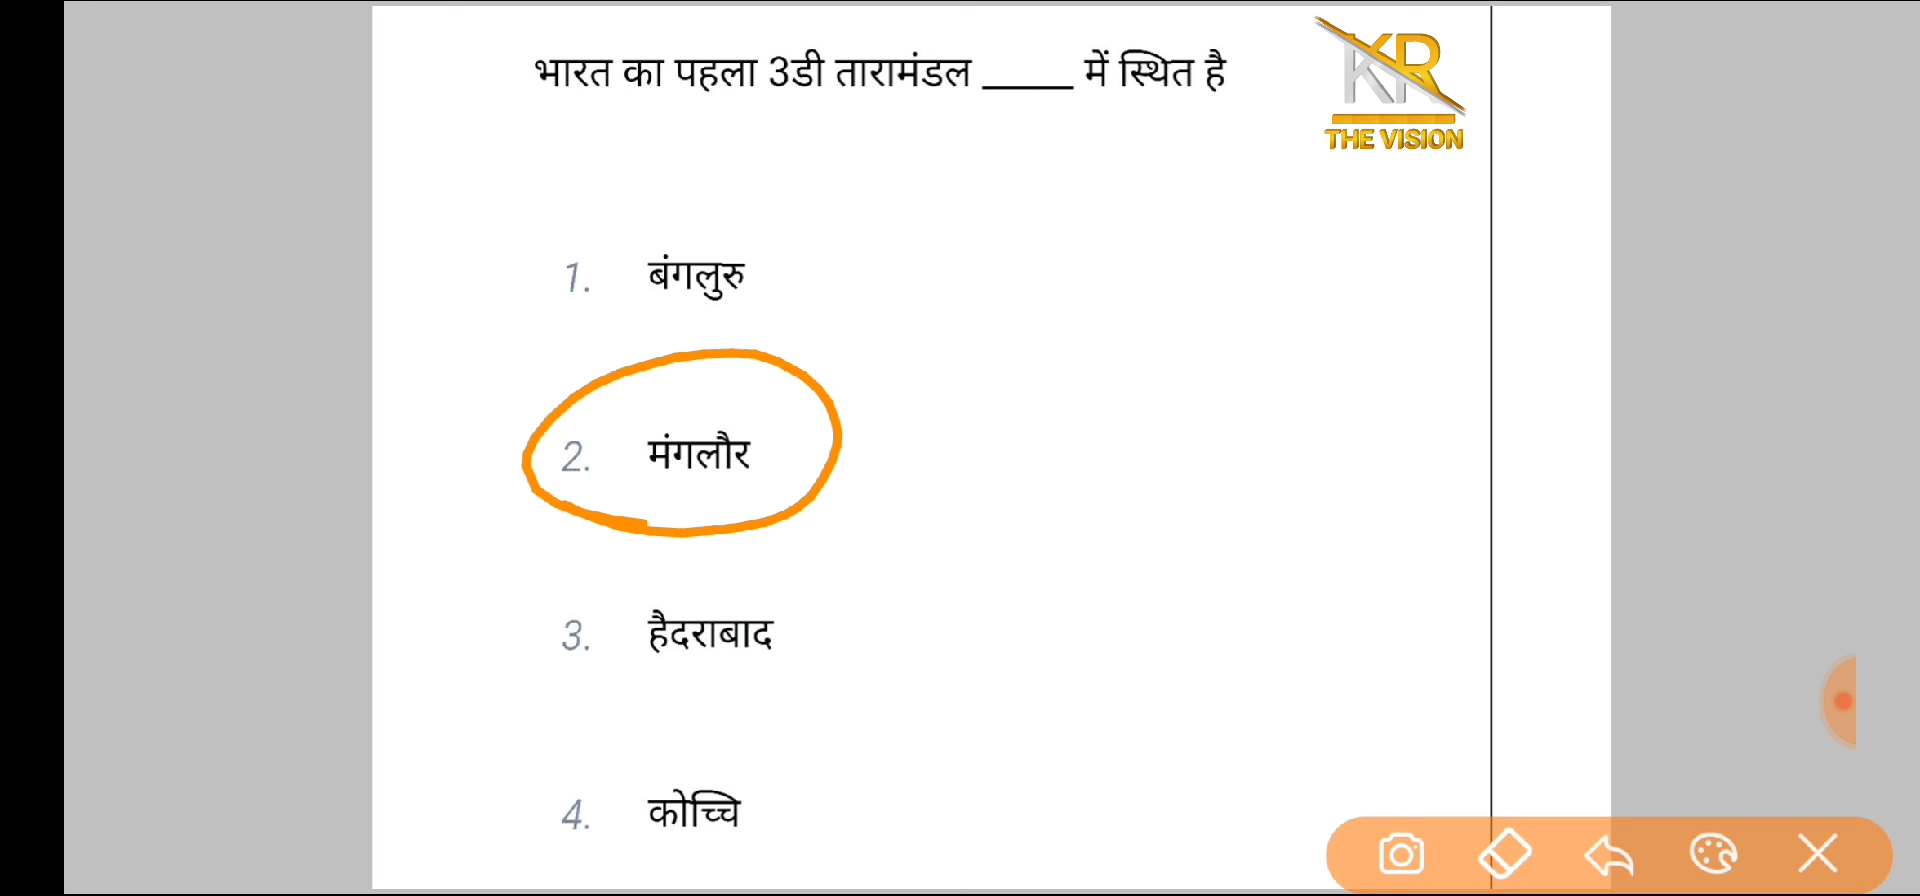 भारत का पहला 3डी तारामंडल _____ में स्थित है
KR
THE VISION
1. बंगलुरु
2. मंगलौर
3. हैदराबाद
4. कोच्चि